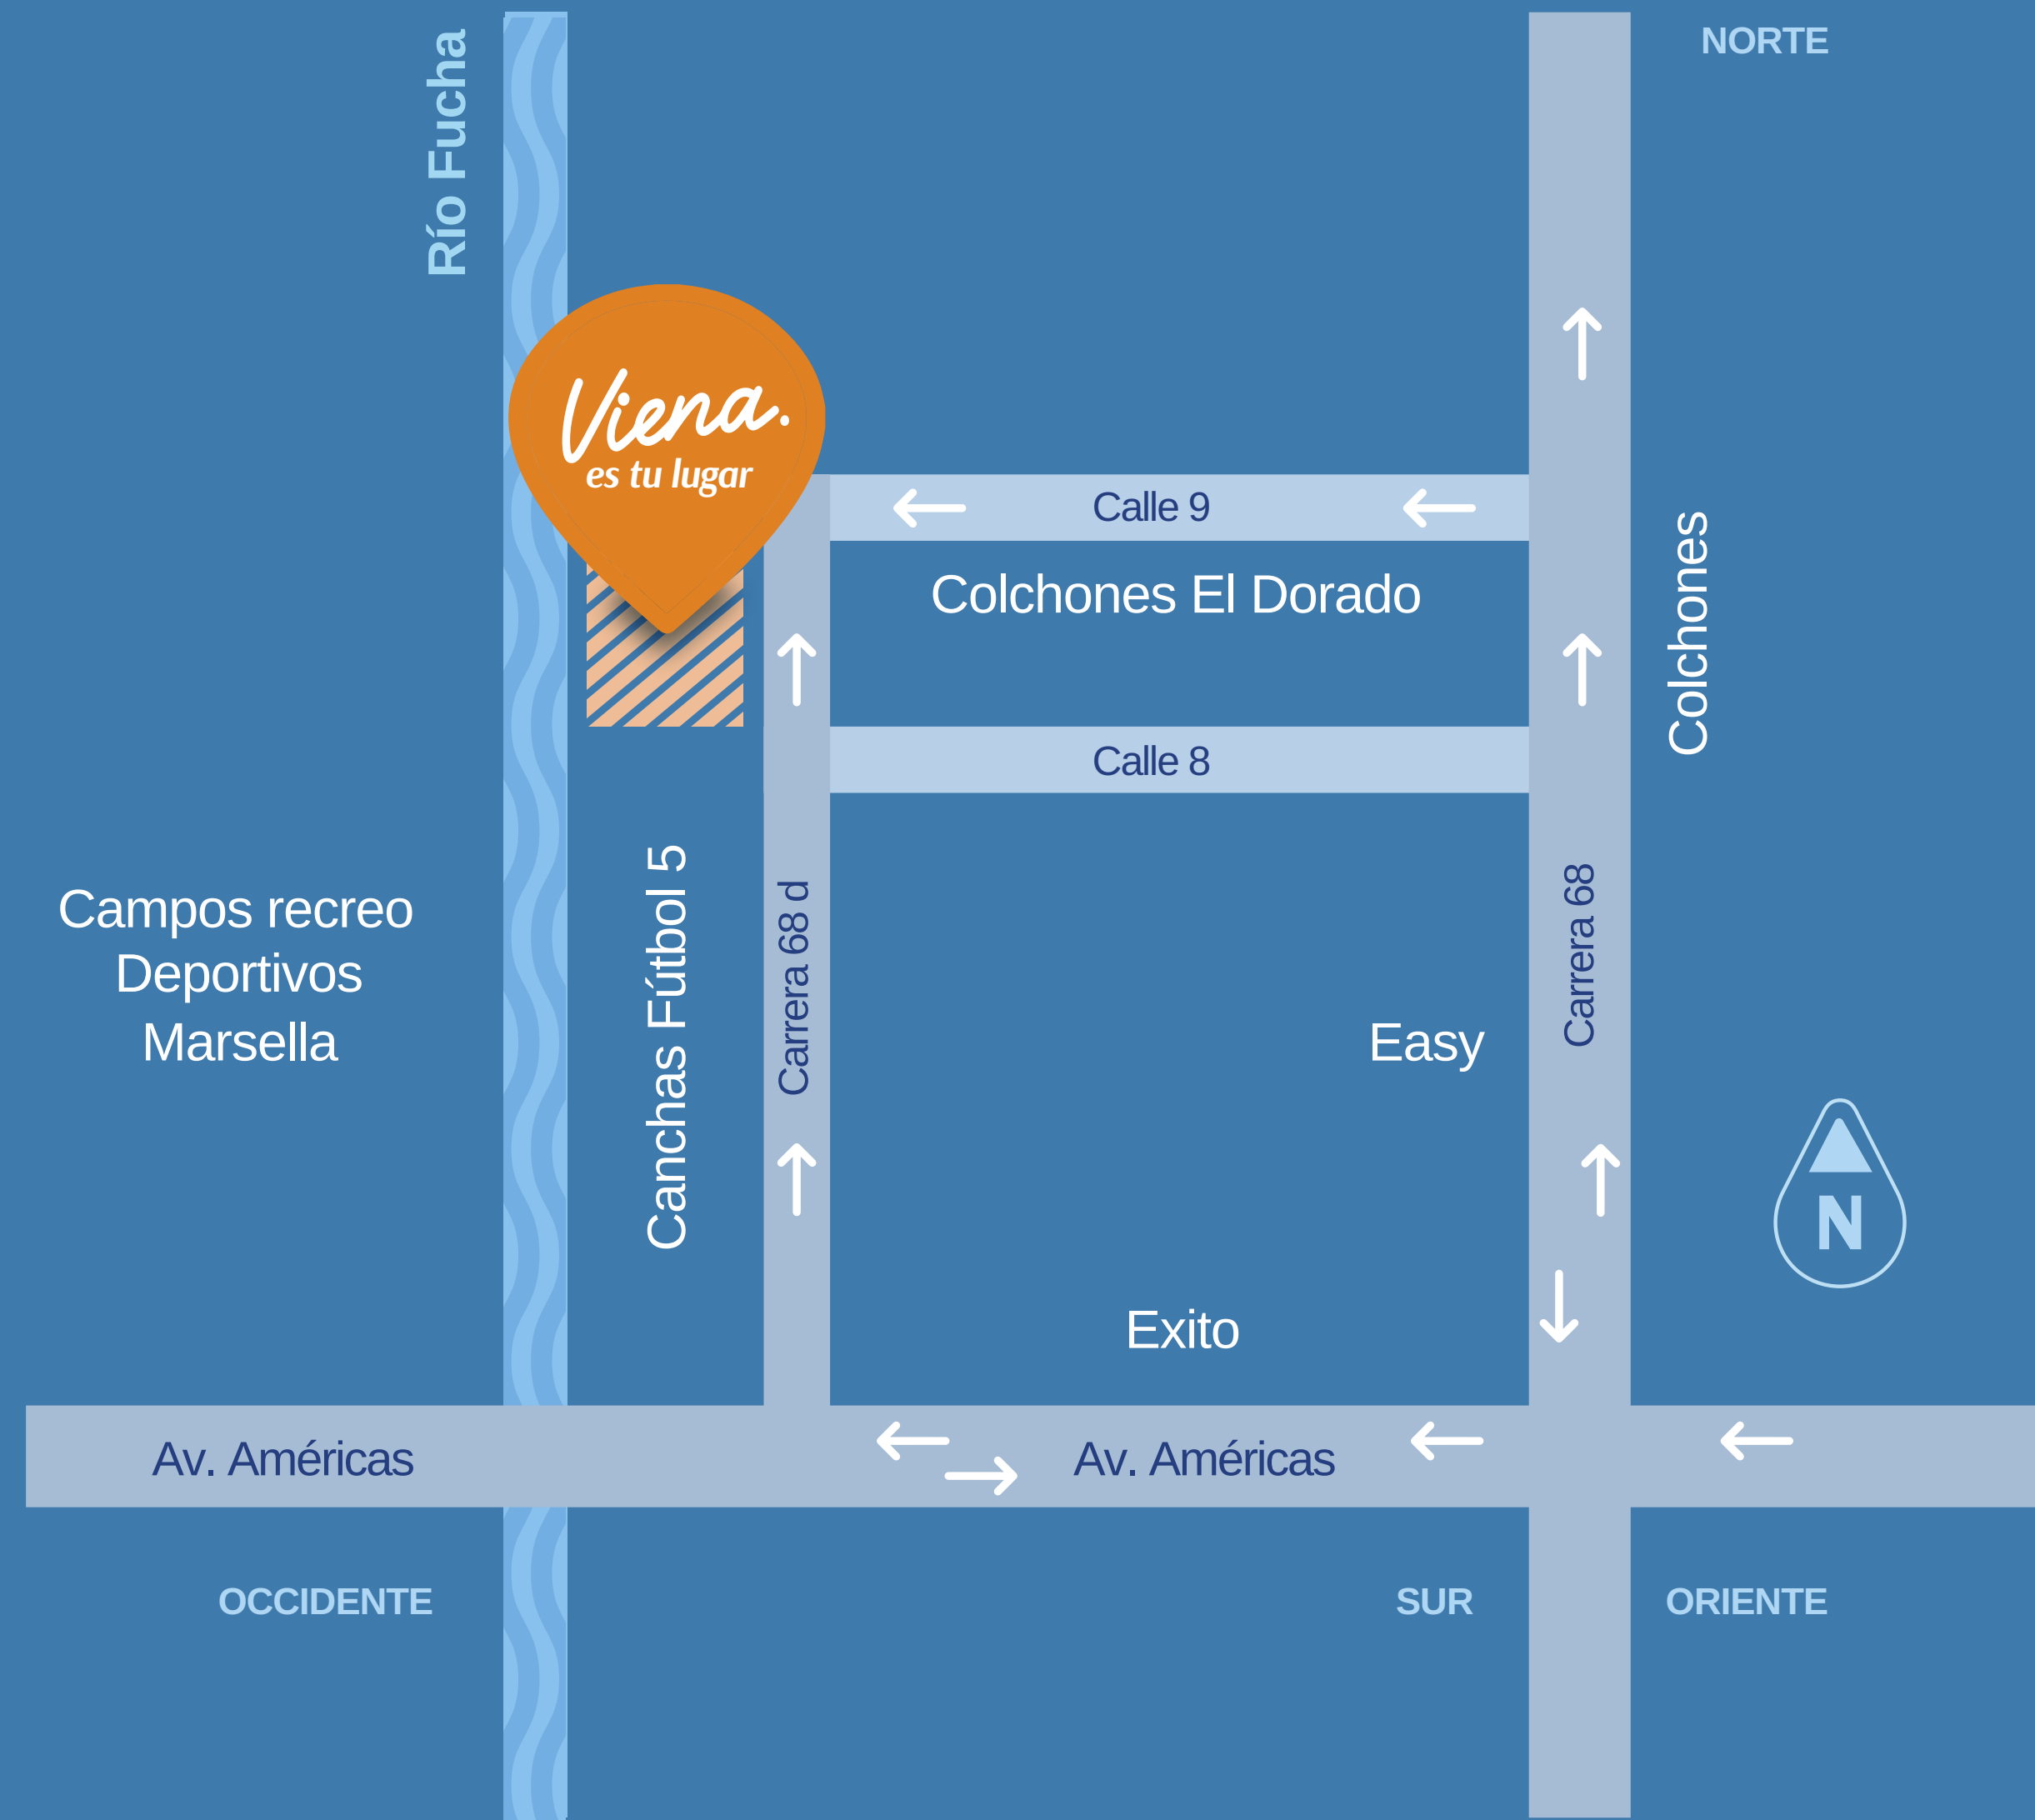 NORTE
Río Fucha
Viena.
es tu lugar
Calle 9
Colchones El Dorado
Colchones
Calle 8
Canchas Fútbol 5
Carrera 68 d
Carrera 68
Campos recreo
Deportivos
Marsella
Easy
N
Exito
Av. Américas
Av. Américas
OCCIDENTE
SUR
ORIENTE